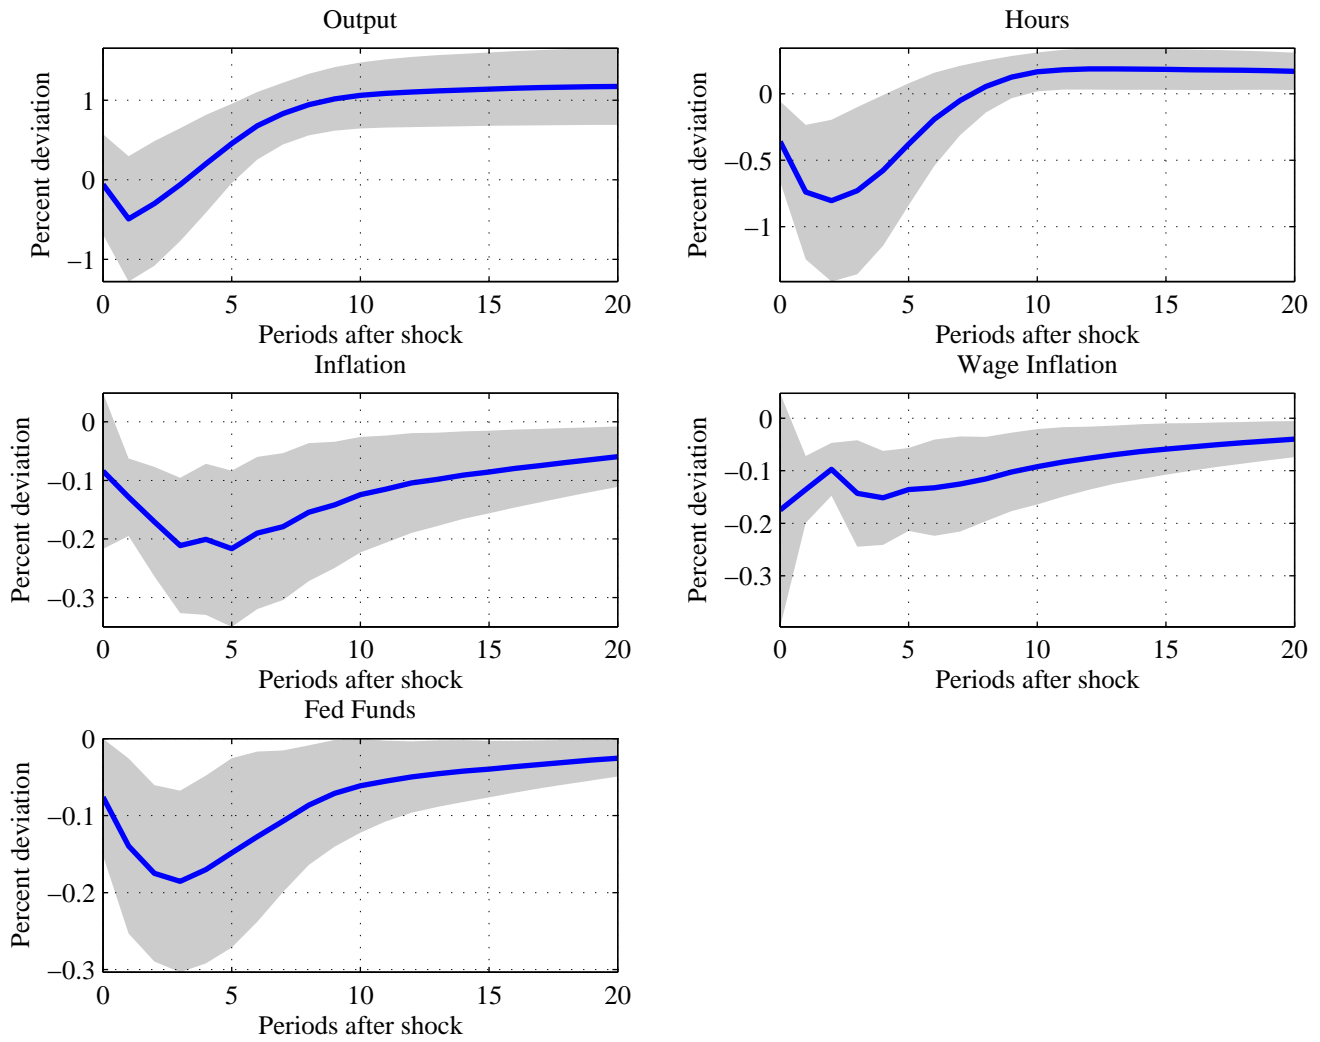 Output
Percent deviation
1
0
−1
0 5 10 15 20
Periods after shock
Hours
Percent deviation
0
−0.5
−1
0 5 10 15 20
Periods after shock
Inflation
Percent deviation
0
−0.1
−0.2
−0.3
0 5 10 15 20
Periods after shock
Wage Inflation
Percent deviation
0
−0.1
−0.2
−0.3
0 5 10 15 20
Periods after shock
Fed Funds
Percent deviation
0
−0.1
−0.2
−0.3
0 5 10 15 20
Periods after shock